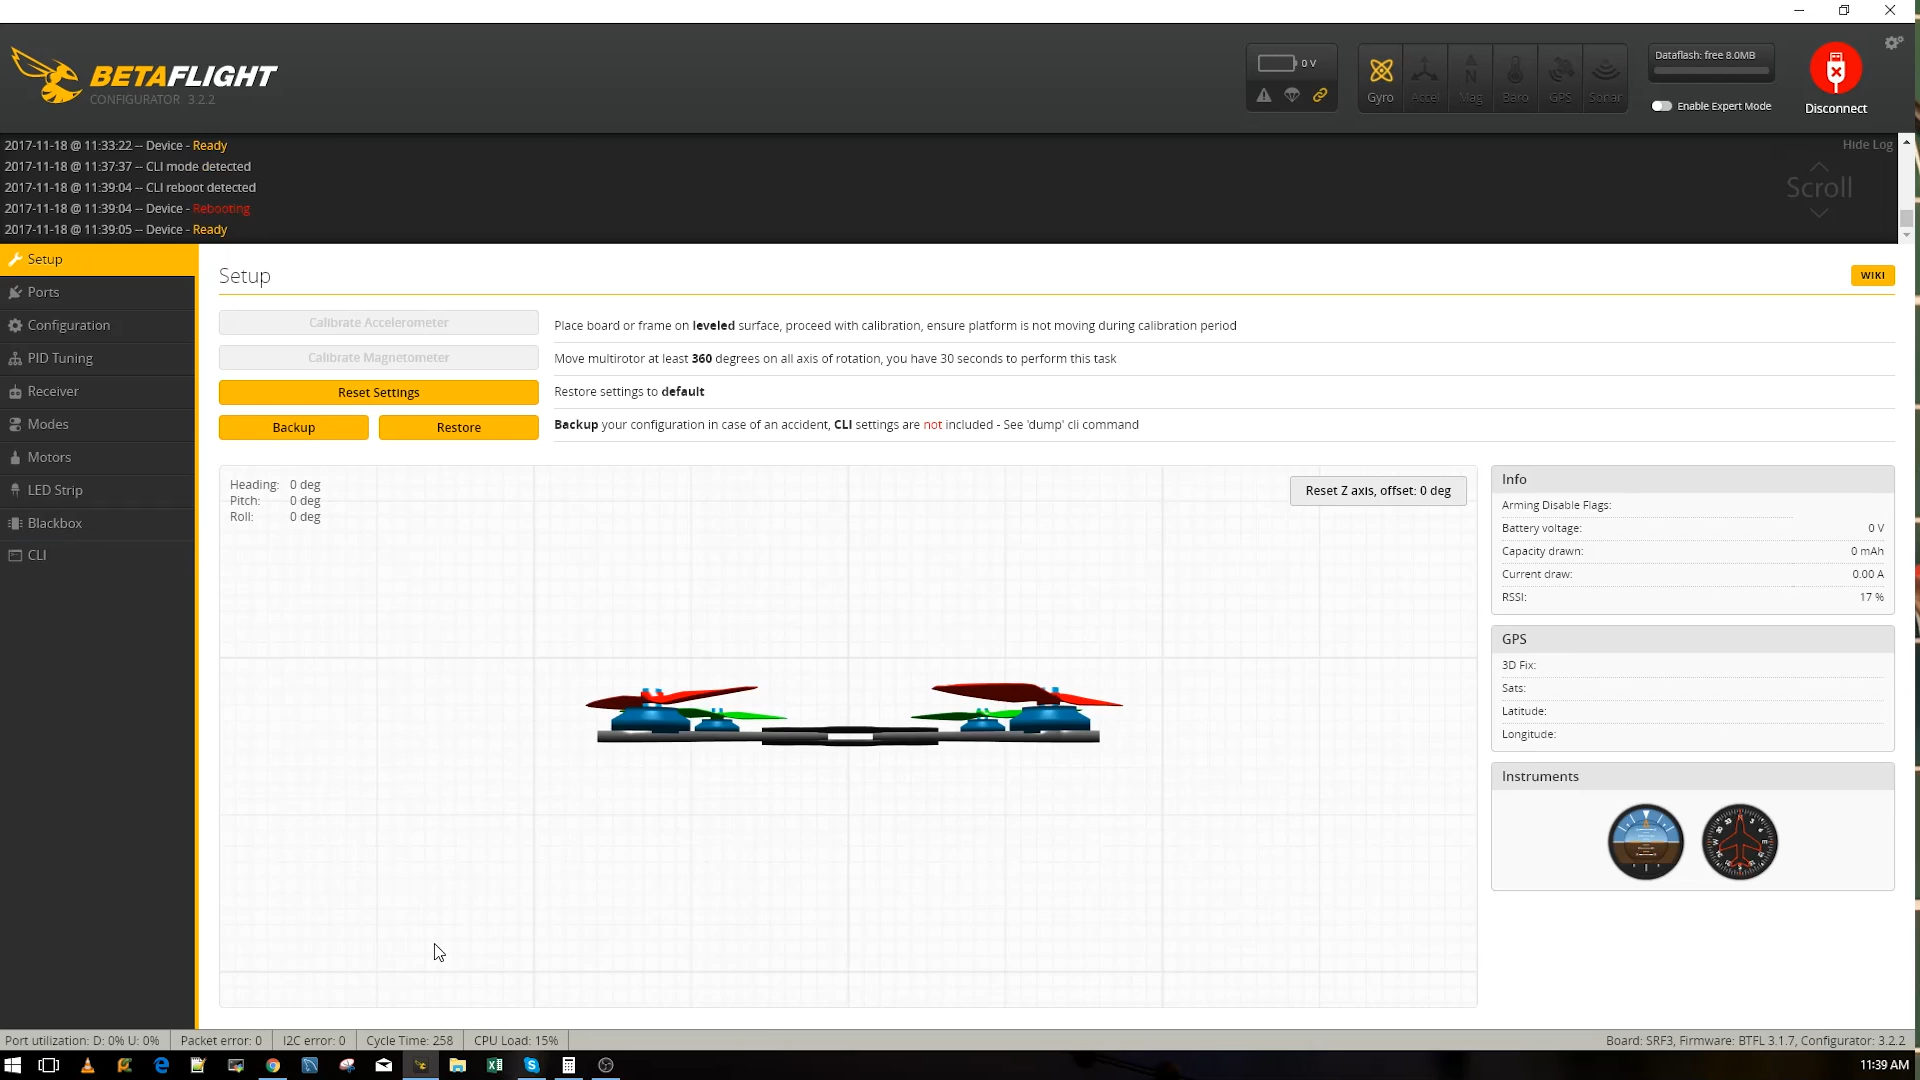 BETAFLIGHT
CONFIGURATOR 3.2.2
0 V
Gyro
Accel
Mag
Baro
GPS
Sonar
Dataflash: free 8.0MB
Enable Expert Mode
Disconnect
2017-11-18 @ 11:33:22 -- Device - Ready
2017-11-18 @ 11:37:37 -- CLI mode detected
2017-11-18 @ 11:39:04 -- CLI reboot detected
2017-11-18 @ 11:39:04 -- Device - Rebooting
2017-11-18 @ 11:39:05 -- Device - Ready
Hide Log
Scroll
Setup
Ports
Configuration
PID Tuning
Receiver
Modes
Motors
LED Strip
Blackbox
CLI
Setup
WIKI
Calibrate Accelerometer
Place board or frame on leveled surface, proceed with calibration, ensure platform is not moving during calibration period
Calibrate Magnetometer
Move multirotor at least 360 degrees on all axis of rotation, you have 30 seconds to perform this task
Reset Settings
Restore settings to default
Backup
Restore
Backup your configuration in case of an accident, CLI settings are not included - See 'dump' cli command
Heading: 0 deg
Pitch: 0 deg
Roll: 0 deg
Reset Z axis, offset: 0 deg
Info
Arming Disable Flags:
Battery voltage: 0 V
Capacity drawn: 0 mAh
Current draw: 0.00 A
RSSI: 17 %
GPS
3D Fix:
Sats:
Latitude:
Longitude:
Instruments
Port utilization: D: 0% U: 0%
Packet error: 0
I2C error: 0
Cycle Time: 258
CPU Load: 15%
Board: SRF3, Firmware: BTFL 3.1.7, Configurator: 3.2.2
11:39 AM